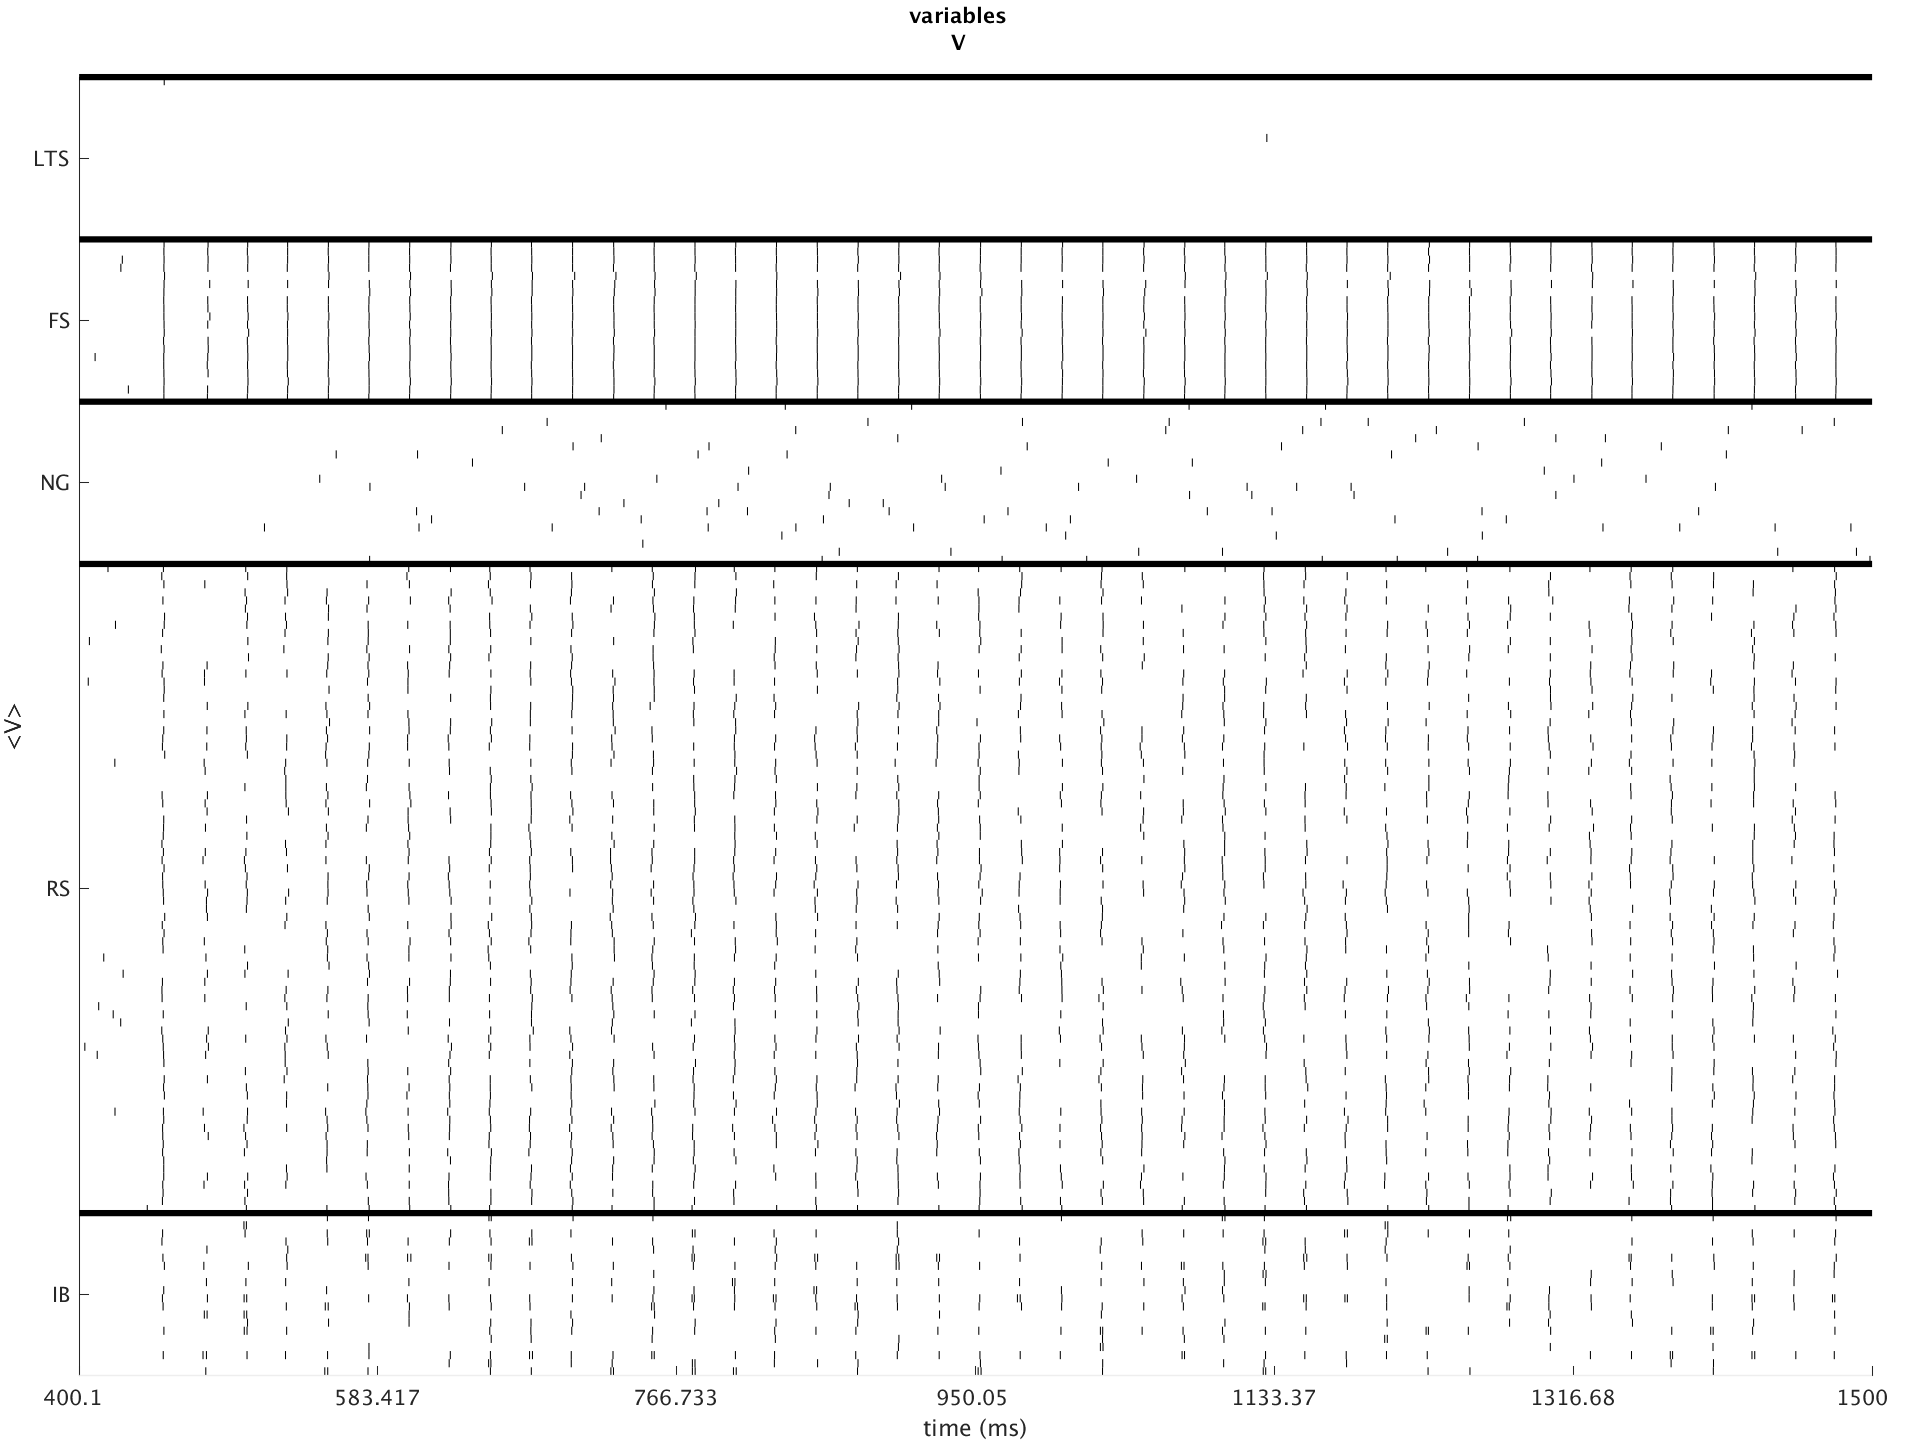 variables
V
LTS
FS
NG
<V>
RS
IB
400.1 583.417 766.733 950.05 1133.37 1316.68 1500
time (ms)